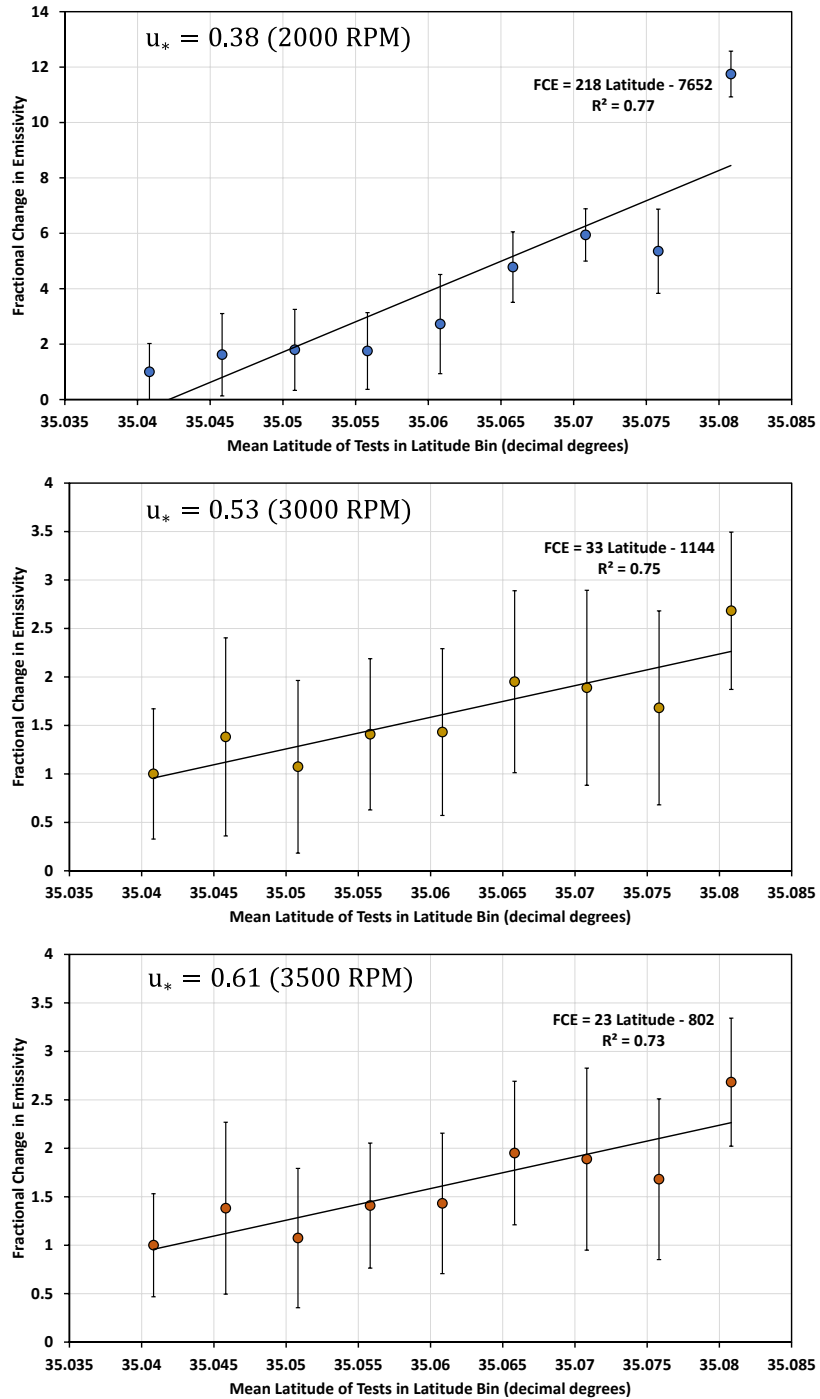 u* = 0.38 (2000 RPM)
FCE = 218 Latitude - 7652
R² = 0.77
Fractional Change in Emissivity
14
12
10
8
6
4
2
0
35.035 35.04 35.045 35.05 35.055 35.06 35.065 35.07 35.075 35.08 35.085
Mean Latitude of Tests in Latitude Bin (decimal degrees)
u* = 0.53 (3000 RPM)
FCE = 33 Latitude - 1144
R² = 0.75
Fractional Change in Emissivity
4
3.5
3
2.5
2
1.5
1
0.5
0
35.035 35.04 35.045 35.05 35.055 35.06 35.065 35.07 35.075 35.08 35.085
Mean Latitude of Tests in Latitude Bin (decimal degrees)
u* = 0.61 (3500 RPM)
FCE = 23 Latitude - 802
R² = 0.73
Fractional Change in Emissivity
4
3.5
3
2.5
2
1.5
1
0.5
0
35.035 35.04 35.045 35.05 35.055 35.06 35.065 35.07 35.075 35.08 35.085
Mean Latitude of Tests in Latitude Bin (decimal degrees)